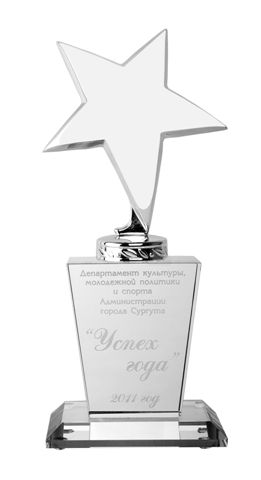 Департамент культуры,
молодежной политики
и спорта
Администрации
города Сургута
"Успех
года"
2011 год